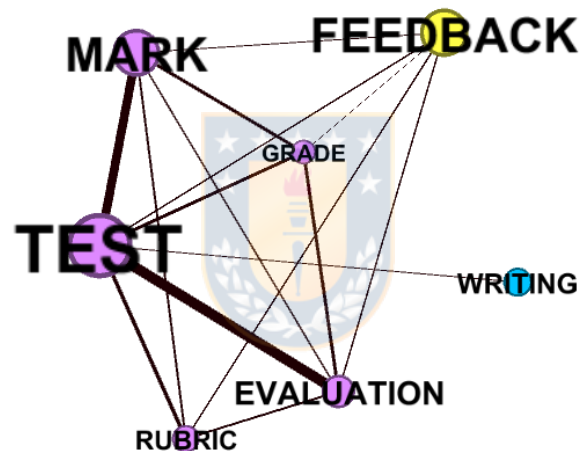 FEEDBACK
MARK
GRADE
TEST
WRITING
EVALUATION
RUBRIC